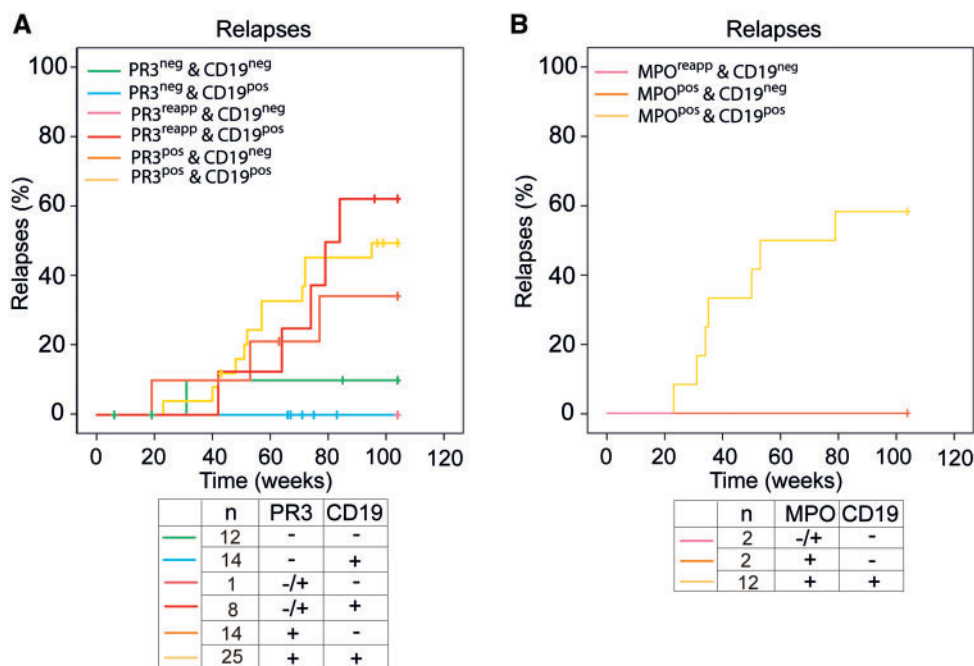 A
Relapses
PR3neg & CD19neg
PR3neg & CD19pos
PR3reapp & CD19neg
PR3reapp & CD19pos
PR3pos & CD19neg
PR3pos & CD19pos
100
80
60
40
20
0
Relapses (%)
0 20 40 60 80 100 120
Time (weeks)
n PR3 CD19
12 - -
14 - +
1 -/+ -
8 -/+ +
14 + -
25 + +
B
Relapses
MPOreapp & CD19neg
MPOpos & CD19neg
MPOpos & CD19pos
100
80
60
40
20
0
Relapses (%)
0 20 40 60 80 100 120
Time (weeks)
n MPO CD19
2 -/+ -
2 + -
12 + +